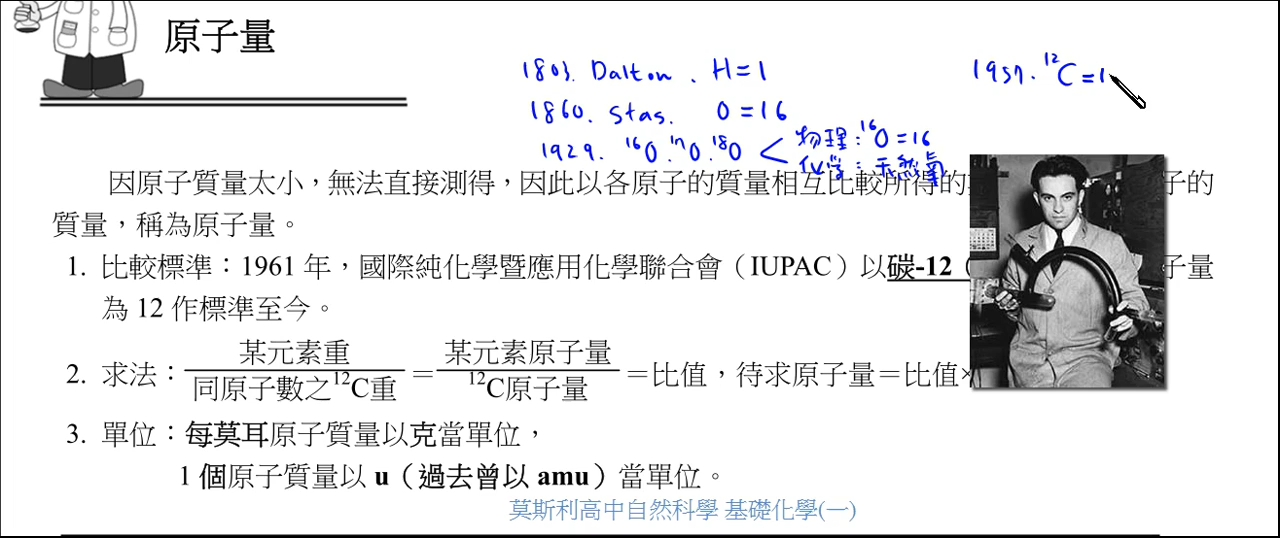 原子量
1803. Dalton. H=1
1957. ¹²C=1
1860. Stas. O=16
1929. ¹⁶O.¹⁷O.¹⁸O < 物理:¹⁶O=16
化学:天然氧
因原子質量太小，無法直接測得，因此以各原子的質量相互比較所得的 子的
質量，稱為原子量。
1. 比較標準：1961 年，國際純化學暨應用化學聯合會（IUPAC）以碳-12（ 子量
為 12 作標準至今。
2. 求法：某元素重/同原子數之¹²C重＝某元素原子量/¹²C原子量＝比值，待求原子量＝比值×
3. 單位：每莫耳原子質量以克當單位，
1 個原子質量以 u（過去曾以 amu）當單位。
莫斯利高中自然科學 基礎化學(一)